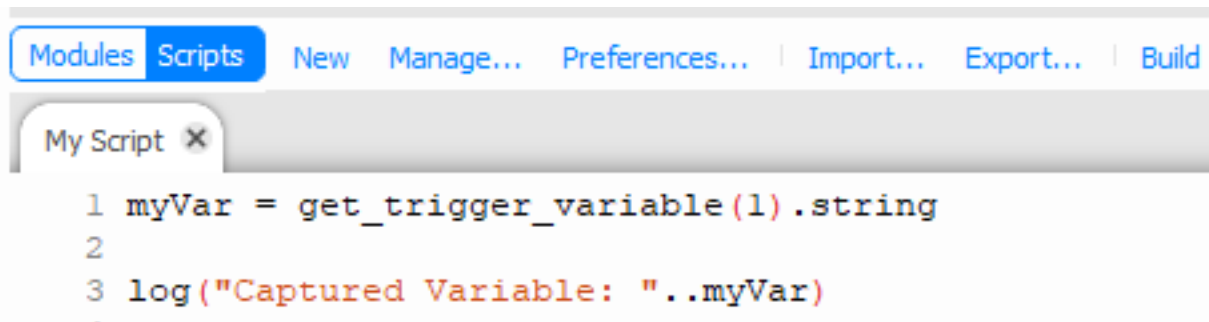 Modules Scripts New Manage... Preferences... Import... Export... Build
My Script
1 myVar = get_trigger_variable(1).string
2
3 log("Captured Variable: "..myVar)